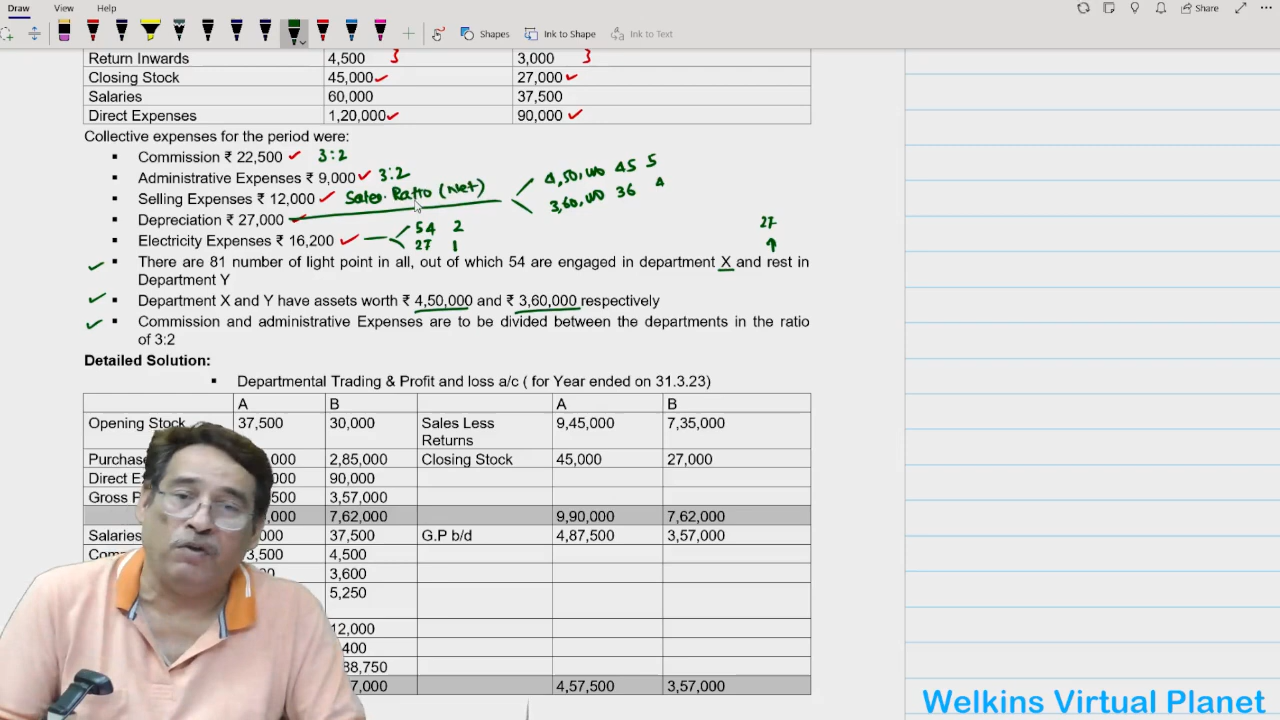 Draw View Help Share
Shapes Ink to Shape Ink to Text
Return Inwards 4,500 3 3,000 3
Closing Stock 45,000 27,000
Salaries 60,000 37,500
Direct Expenses 1,20,000 90,000
Collective expenses for the period were:
▪ Commission ₹ 22,500 3:2
▪ Administrative Expenses ₹ 9,000 3:2 4,50,000 45 5
▪ Selling Expenses ₹ 12,000 Sales Ratio (Net) 3,60,000 36 4
▪ Depreciation ₹ 27,000 54 2 27
▪ Electricity Expenses ₹ 16,200 27 1
▪ There are 81 number of light point in all, out of which 54 are engaged in department X and rest in
Department Y
▪ Department X and Y have assets worth ₹ 4,50,000 and ₹ 3,60,000 respectively
▪ Commission and administrative Expenses are to be divided between the departments in the ratio
of 3:2
Detailed Solution:
▪ Departmental Trading & Profit and loss a/c ( for Year ended on 31.3.23)
A B A B
Opening Stock 37,500 30,000 Sales Less 9,45,000 7,35,000
Returns
2,85,000 Closing Stock 45,000 27,000
90,000
3,57,000
7,62,000 9,90,000 7,62,000
Salaries 37,500 G.P b/d 4,87,500 3,57,000
4,500
3,600
5,250
12,000
4,57,500 3,57,000
Welkins Virtual Planet